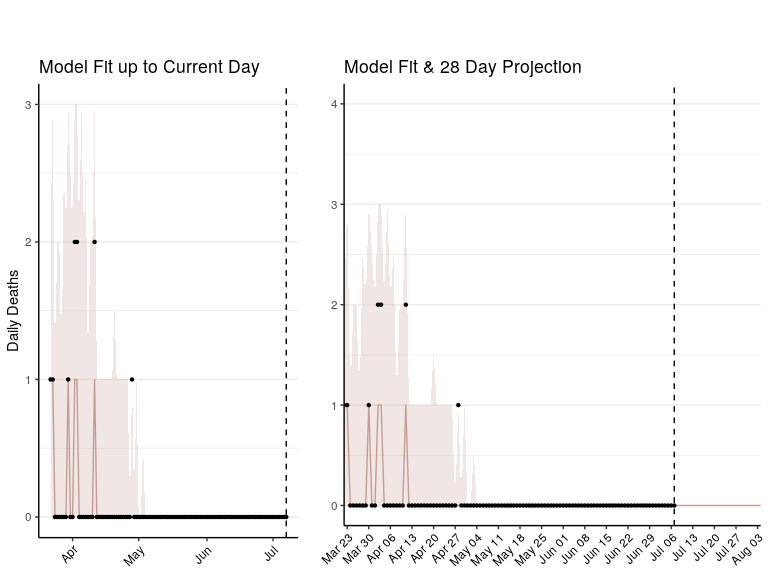 Model Fit up to Current Day
Daily Deaths
3
2
1
0
Apr
May
Jun
Jul
Model Fit & 28 Day Projection
4
3
2
1
0
Mar 23
Mar 30
Apr 06
Apr 13
Apr 20
Apr 27
May 04
May 11
May 18
May 25
Jun 01
Jun 08
Jun 15
Jun 22
Jun 29
Jul 06
Jul 13
Jul 20
Jul 27
Aug 03